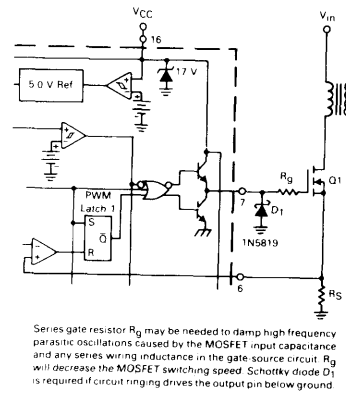 VCC
Vin
16
17 V
5.0 V Ref
PWM
Latch 1
S
Q
R
7
Rg
Q1
D1
1N5819
6
RS
Series gate resistor Rg may be needed to damp high frequency
parasitic oscillations caused by the MOSFET input capacitance
and any series wiring inductance in the gate-source circuit. Rg
will decrease the MOSFET switching speed. Schottky diode D1
is required if circuit ringing drives the output pin below ground.